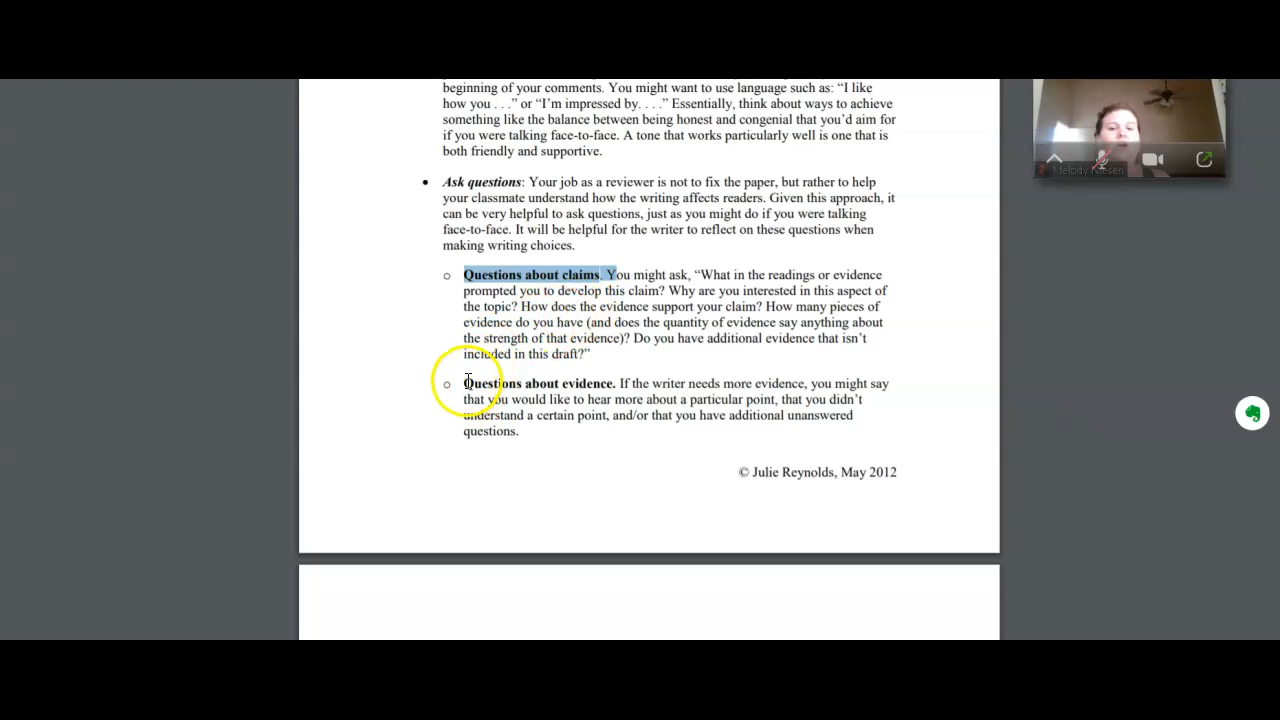 beginning of your comments. You might want to use language such as: “I like
how you . . .” or “I’m impressed by. . . .” Essentially, think about ways to achieve
something like the balance between being honest and congenial that you’d aim for
if you were talking face-to-face. A tone that works particularly well is one that is
both friendly and supportive.
• Ask questions: Your job as a reviewer is not to fix the paper, but rather to help
your classmate understand how the writing affects readers. Given this approach, it
can be very helpful to ask questions, just as you might do if you were talking
face-to-face. It will be helpful for the writer to reflect on these questions when
making writing choices.
o Questions about claims. You might ask, “What in the readings or evidence
prompted you to develop this claim? Why are you interested in this aspect of
the topic? How does the evidence support your claim? How many pieces of
evidence do you have (and does the quantity of evidence say anything about
the strength of that evidence)? Do you have additional evidence that isn’t
included in this draft?”
o Questions about evidence. If the writer needs more evidence, you might say
that you would like to hear more about a particular point, that you didn’t
understand a certain point, and/or that you have additional unanswered
questions.
© Julie Reynolds, May 2012
Melody Niesen